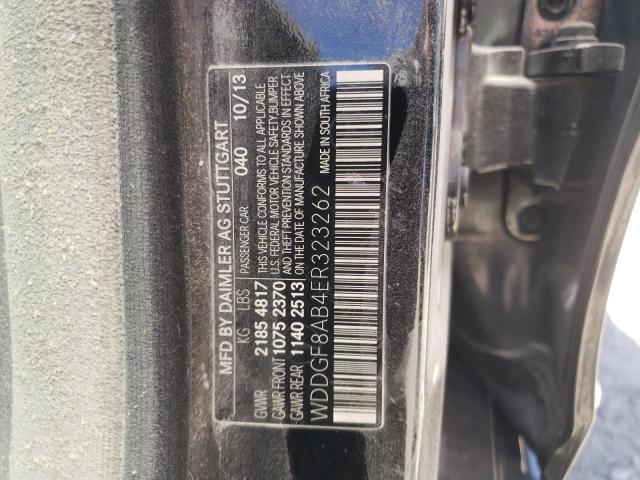 MFD BY DAIMLER AG STUTTGART
PASSENGER CAR 040 10/13
KG LBS
GVWR 2185 4817
GAWR FRONT 1075 2370
GAWR REAR 1140 2513
THIS VEHICLE CONFORMS TO ALL APPLICABLE
U.S. FEDERAL MOTOR VEHICLE SAFETY, BUMPER
AND THEFT PREVENTION STANDARDS IN EFFECT
ON THE DATE OF MANUFACTURE SHOWN ABOVE
WDDGF8AB4ER323262 MADE IN SOUTH AFRICA